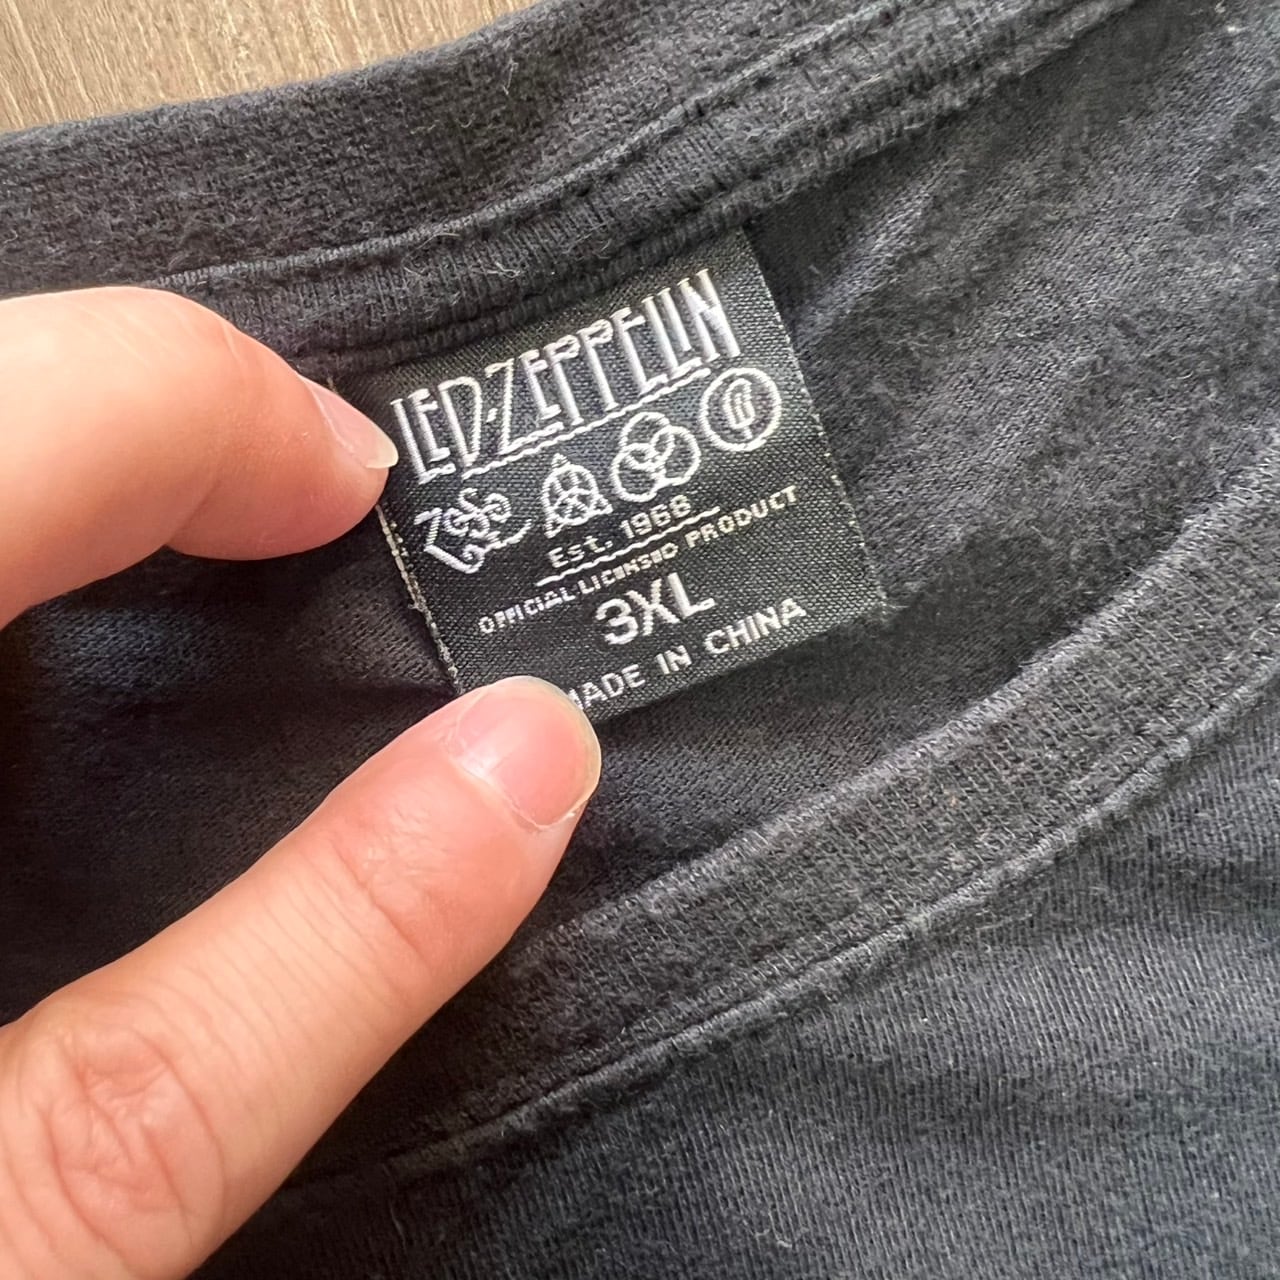 LED-ZEPPELIN
Est. 1968
OFFICIAL LICENSED PRODUCT
3XL
MADE IN CHINA